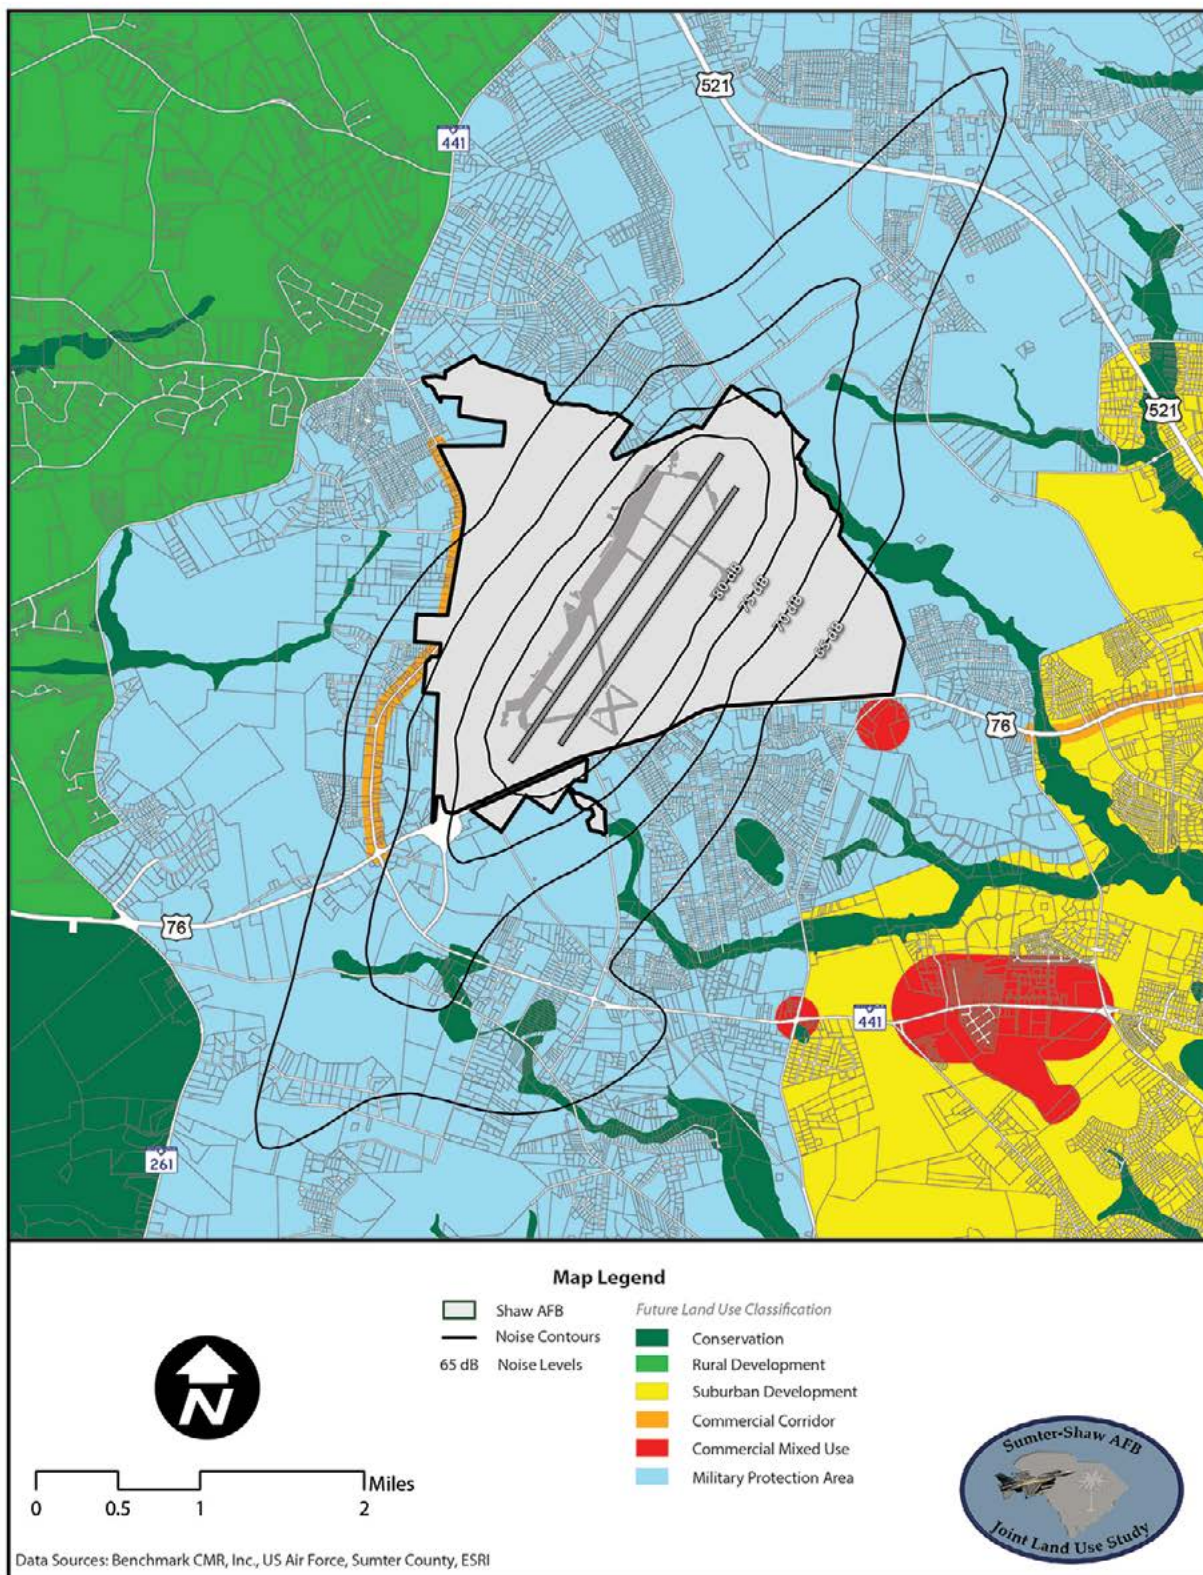 521
441
521
80 dB
75 dB
70 dB
65 dB
76
76
441
261
Map Legend
Shaw AFB
Noise Contours
65 dB Noise Levels
Future Land Use Classification
Conservation
Rural Development
Suburban Development
Commercial Corridor
Commercial Mixed Use
Military Protection Area
N
Miles
0 0.5 1 2
Sumter-Shaw AFB
Joint Land Use Study
Data Sources: Benchmark CMR, Inc., US Air Force, Sumter County, ESRI